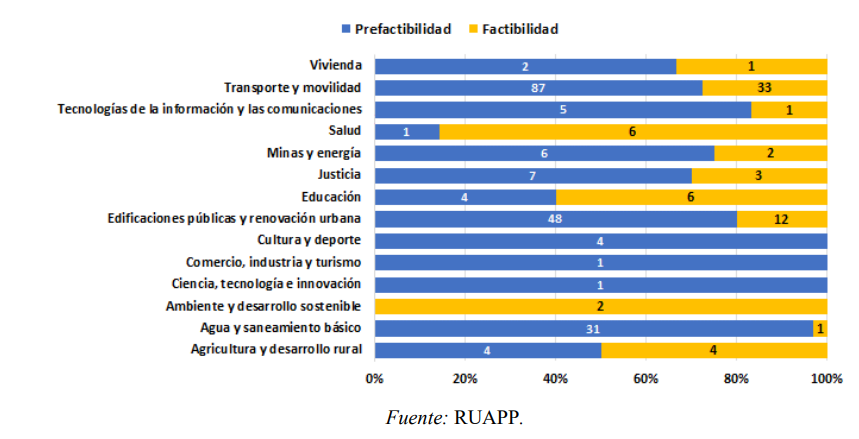 Prefactibilidad Factibilidad
Vivienda 2 1
Transporte y movilidad 87 33
Tecnologías de la información y las comunicaciones 5 1
Salud 1 6
Minas y energía 6 2
Justicia 7 3
Educación 4 6
Edificaciones públicas y renovación urbana 48 12
Cultura y deporte 4
Comercio, industria y turismo 1
Ciencia, tecnología e innovación 1
Ambiente y desarrollo sostenible 2
Agua y saneamiento básico 31 1
Agricultura y desarrollo rural 4 4
0% 20% 40% 60% 80% 100%
Fuente: RUAPP.